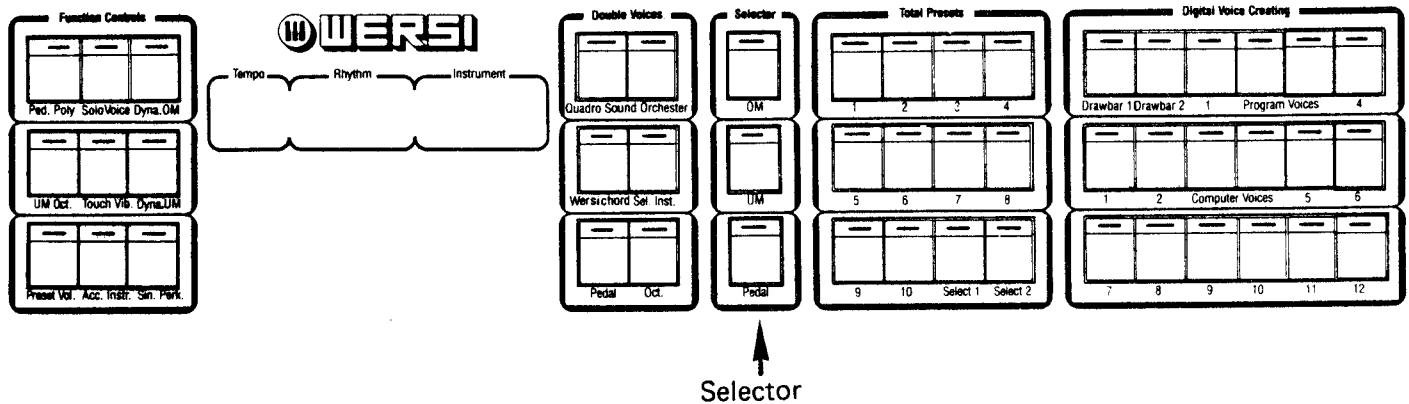 Function Controls
Ped. Poly Solo Voice Dyna. OM
UM Oct. Touch Vib. Dyna. UM
Preset Vol. Acc. Instr. Sin. Perk.
WERSI
Tempo Rhythm Instrument
Double Voices
Quadro Sound Orchester
Wersichord Sel. Inst.
Pedal Oct.
Selector
OM
UM
Pedal
Total Presets
1 2 3 4
5 6 7 8
9 10 Select 1 Select 2
Digital Voice Creating
Drawbar 1 Drawbar 2 1 Program Voices 4
1 2 Computer Voices 5 6
7 8 9 10 11 12
Selector